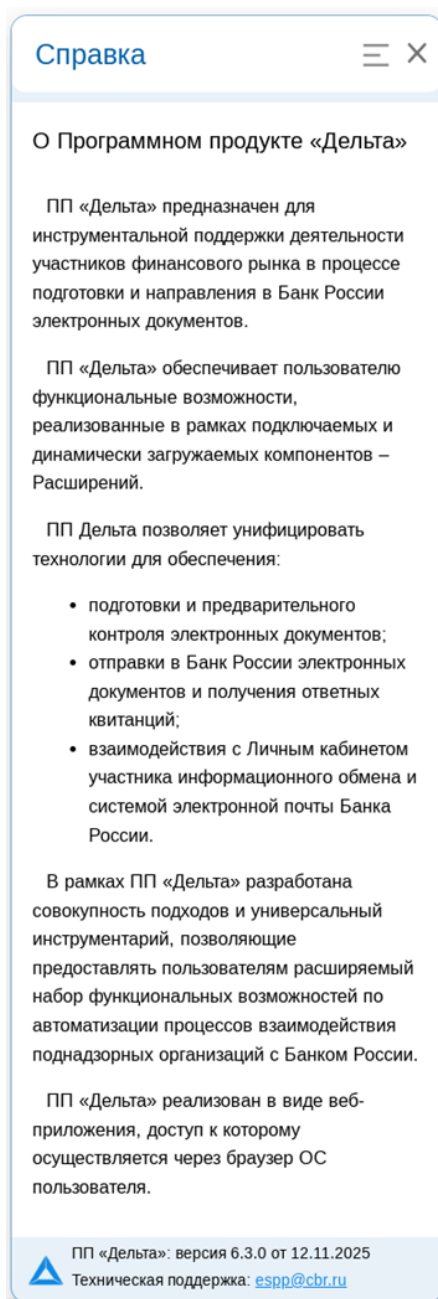 Справка
О Программном продукте «Дельта»
ПП «Дельта» предназначен для
инструментальной поддержки деятельности
участников финансового рынка в процессе
подготовки и направления в Банк России
электронных документов.
ПП «Дельта» обеспечивает пользователю
функциональные возможности,
реализованные в рамках подключаемых и
динамически загружаемых компонентов –
Расширений.
ПП Дельта позволяет унифицировать
технологии для обеспечения:
• подготовки и предварительного
контроля электронных документов;
• отправки в Банк России электронных
документов и получения ответных
квитанций;
• взаимодействия с Личным кабинетом
участника информационного обмена и
системой электронной почты Банка
России.
В рамках ПП «Дельта» разработана
совокупность подходов и универсальный
инструментарий, позволяющие
предоставлять пользователям расширяемый
набор функциональных возможностей по
автоматизации процессов взаимодействия
поднадзорных организаций с Банком России.
ПП «Дельта» реализован в виде веб-
приложения, доступ к которому
осуществляется через браузер ОС
пользователя.
ПП «Дельта»: версия 6.3.0 от 12.11.2025
Техническая поддержка: espp@cbr.ru